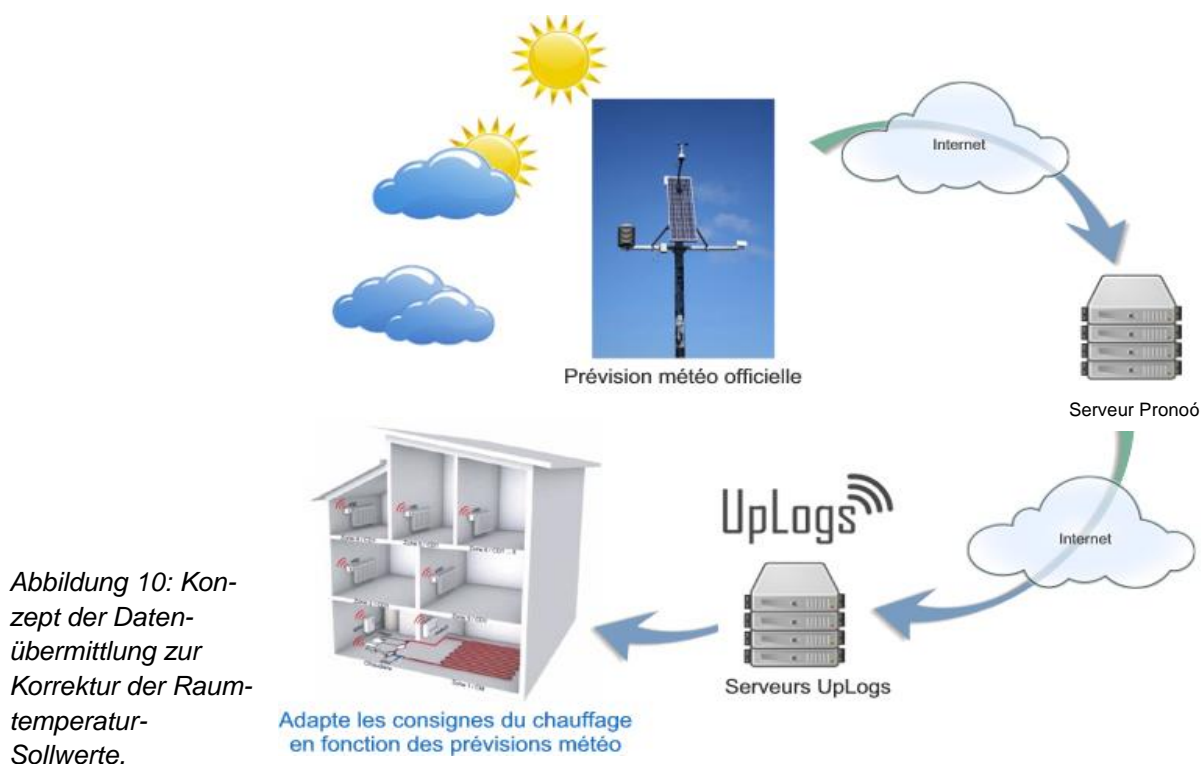 Internet
Prévision météo officielle
Serveur Pronoó
UpLogs
Internet
Serveurs UpLogs
Adapte les consignes du chauffage
en fonction des prévisions météo
Abbildung 10: Kon-
zept der Daten-
übermittlung zur
Korrektur der Raum-
temperatur-
Sollwerte.